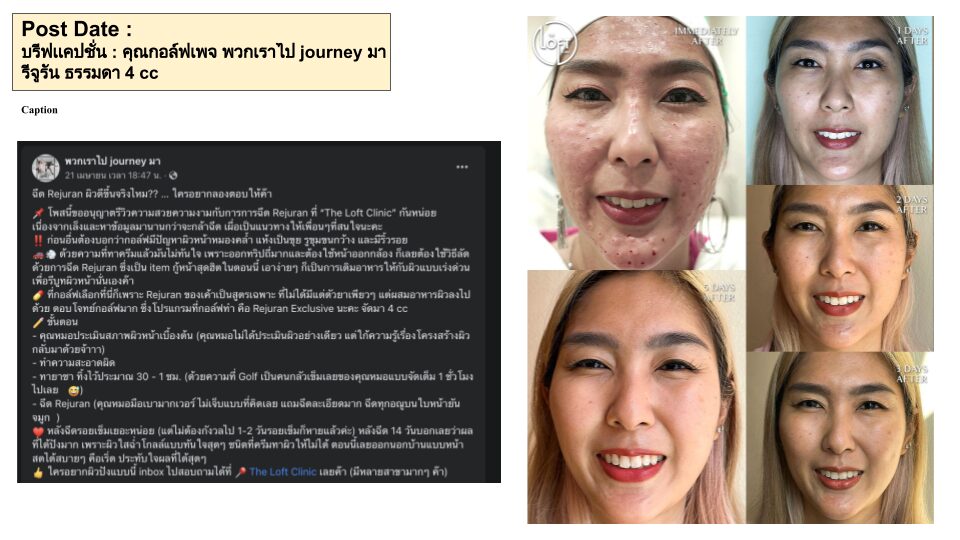 Post Date :
บรีฟแคปชั่น : คุณกอล์ฟเพจ พวกเราไป journey มา
รีจูรัน ธรรมดา 4 cc
Caption
พวกเราไป journey มา
21 เมษายน เวลา 18:47 น.
ฉีด Rejuran ผิวดีขึ้นจริงไหม?? ... ใครอยากลองตอบให้ค้า
📌 โพสนี้ขออนุญาตรีวิวความสวยความงามกับการการฉีด Rejuran ที่ "The Loft Clinic" กันหน่อย
เนื่องจากเล็งและหาข้อมูลมานานกว่าจะกล้าฉีด เผื่อเป็นแนวทางให้เพื่อนๆที่สนใจนะคะ
‼️ ก่อนอื่นต้องบอกว่ากอล์ฟมีปัญหาผิวหน้าหมองคล้ำ แห้งเป็นขุย รูขุมขนกว้าง และมีริ้วรอย
🚗💨 ด้วยความที่ทาครีมแล้วมันไม่ทันใจ เพราะออกทริปถี่มากและต้องใช้หน้าออกกล้อง ก็เลยต้องใช้วิธีลัด
ด้วยการฉีด Rejuran ซึ่งเป็น item กู้หน้าสุดฮิตในตอนนี้ เอาง่ายๆ ก็เป็นการเติมอาหารให้กับผิวแบบเร่งด่วน
เพื่อรีบูทผิวหน้านั่นเองค้า
ที่กอล์ฟเลือกที่นี่ก็เพราะ Rejuran ของเค้าเป็นสูตรเฉพาะ ที่ไม่ได้มีแต่ตัวยาเพียวๆ แต่ผสมอาหารผิวลงไป
ด้วย ตอบโจทย์กอล์ฟมาก ซึ่งโปรแกรมที่กอล์ฟทำ คือ Rejuran Exclusive นะคะ จัดมา 4 cc
ขั้นตอน
- คุณหมอประเมินสภาพผิวหน้าเบื้องต้น (คุณหมอไม่ได้ประเมินผิวอย่างเดียว แต่ให้ความรู้เรื่องโครงสร้างผิว
กลับมาด้วยจ้าาา)
- ทำความสะอาดผิด
- ทายาชา ทิ้งไว้ประมาณ 30 - 1 ชม. (ด้วยความที่ Golf เป็นคนกลัวเข็มเลยของคุณหมอแบบจัดเต็ม 1 ชั่วโมง
ไปเลย 😅)
- ฉีด Rejuran (คุณหมอมือเบามากเวอร์ ไม่เจ็บแบบที่คิดเลย แถมฉีดละเอียดมาก ฉีดทุกอณูบนใบหน้ายัน
จมูก )
❤️ หลังฉีดรอยเข็มเยอะหน่อย (แต่ไม่ต้องกังวลไป 1-2 วันรอยเข็มก็หายแล้วค่ะ) หลังฉีด 14 วันบอกเลยว่าผล
ที่ได้ปังมาก เพราะผิวใสฉ่ำโกลล์แบบทันใจสุดๆ ชนิดที่ครีมทาผิวให้ไม่ได้ ตอนนี้เลยออกนอกบ้านแบบหน้า
สดได้สบายๆ คือเริ่ด ประทับใจผลที่ได้สุดๆ
👍 ใครอยากผิวปังแบบนี้ inbox ไปสอบถามได้ที่ 📍 The Loft Clinic เลยค้า (มีหลายสาขามากๆ ค้า)
THE LOFT
IMMEDIATELY
AFTER
1 DAYS
AFTER
2 DAYS
AFTER
5 DAYS
AFTER
3 DAYS
AFTER